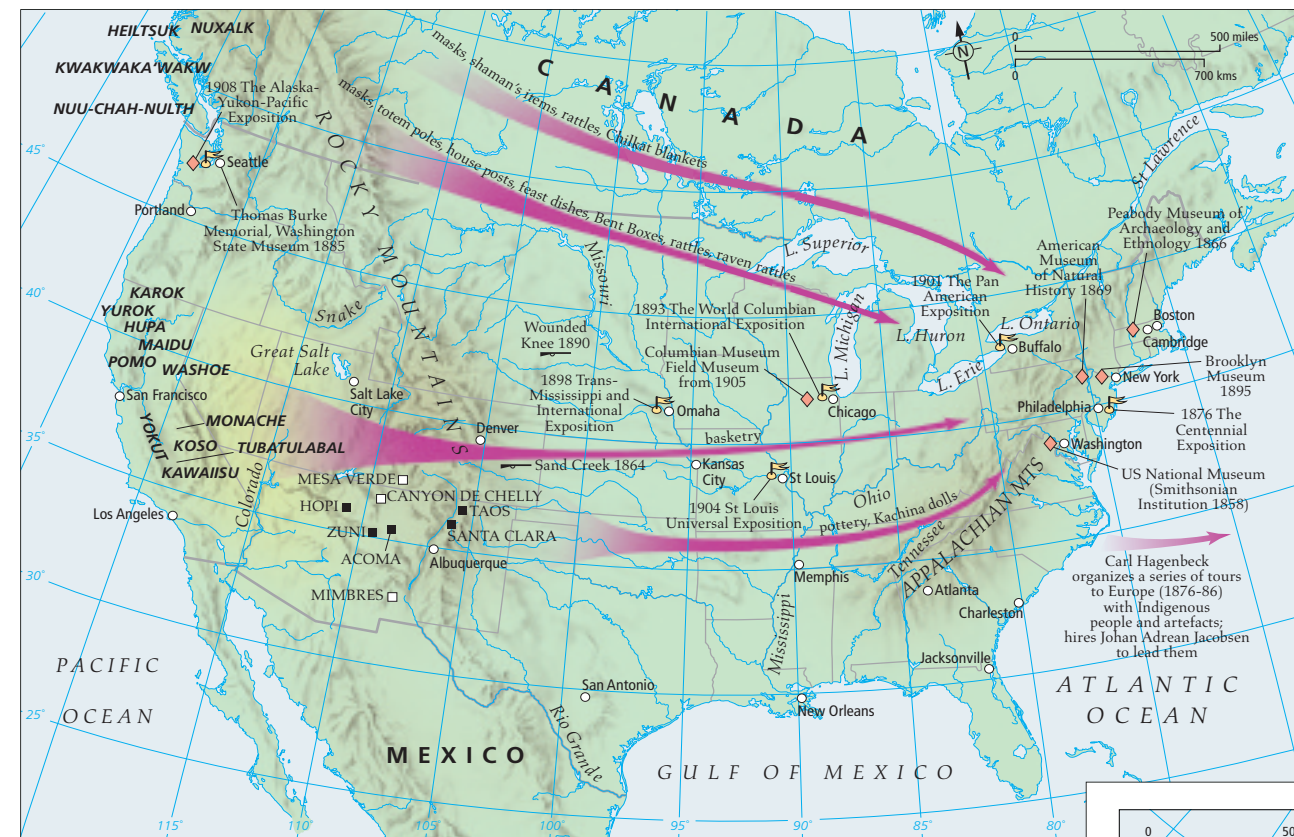 HEILTSUK
NUXALK
KWAKWAKA'WAKW
NUU-CHAH-NULTH
1908 The Alaska-
Yukon-Pacific
Exposition
Seattle
Portland
Thomas Burke
Memorial, Washington
State Museum 1885
masks, shaman's items, rattles, Chilkat blankets
masks, totem poles, house posts, feast dishes, Bent Boxes, rattles, raven rattles
CANADA
N
0
500 miles
0
700 kms
ROCKY MOUNTAINS
45°
40°
35°
30°
25°
St Lawrence
Peabody Museum of
Archaeology and
Ethnology 1866
American
Museum
of Natural
History 1869
L. Superior
Missouri
1901 The Pan
American
Exposition
L. Huron
L. Ontario
L. Michigan
L. Erie
Buffalo
Boston
Cambridge
Brooklyn
Museum
1895
New York
Philadelphia
1876 The
Centennial
Exposition
Washington
US National Museum
(Smithsonian
Institution 1858)
1893 The World Columbian
International Exposition
Columbian Museum
Field Museum
from 1905
Chicago
Wounded
Knee 1890
1898 Trans-
Mississippi and
International
Exposition
Omaha
KAROK
YUROK
HUPA
MAIDU
POMO
WASHOE
San Francisco
Snake
Great Salt
Lake
Salt Lake
City
Denver
basketry
Kansas
City
Sand Creek 1864
St Louis
1904 St Louis
Universal Exposition
Ohio
pottery, Kachina dolls
MONACHE
YOKUT
KOSO
TUBATULABAL
KAWAIISU
Colorado
Los Angeles
MESA VERDE
CANYON DE CHELLY
HOPI
TAOS
ZUNI
SANTA CLARA
ACOMA
Albuquerque
MIMBRES
Tennessee
APPALACHIAN MTS
Memphis
Atlanta
Charleston
Mississippi
Jacksonville
San Antonio
New Orleans
Rio Grande
Carl Hagenbeck
organizes a series of tours
to Europe (1876-86)
with Indigenous
people and artefacts;
hires Johan Adrean Jacobsen
to lead them
PACIFIC
OCEAN
ATLANTIC
OCEAN
MEXICO
GULF OF MEXICO
115°
110°
105°
100°
95°
90°
85°
80°
0
50